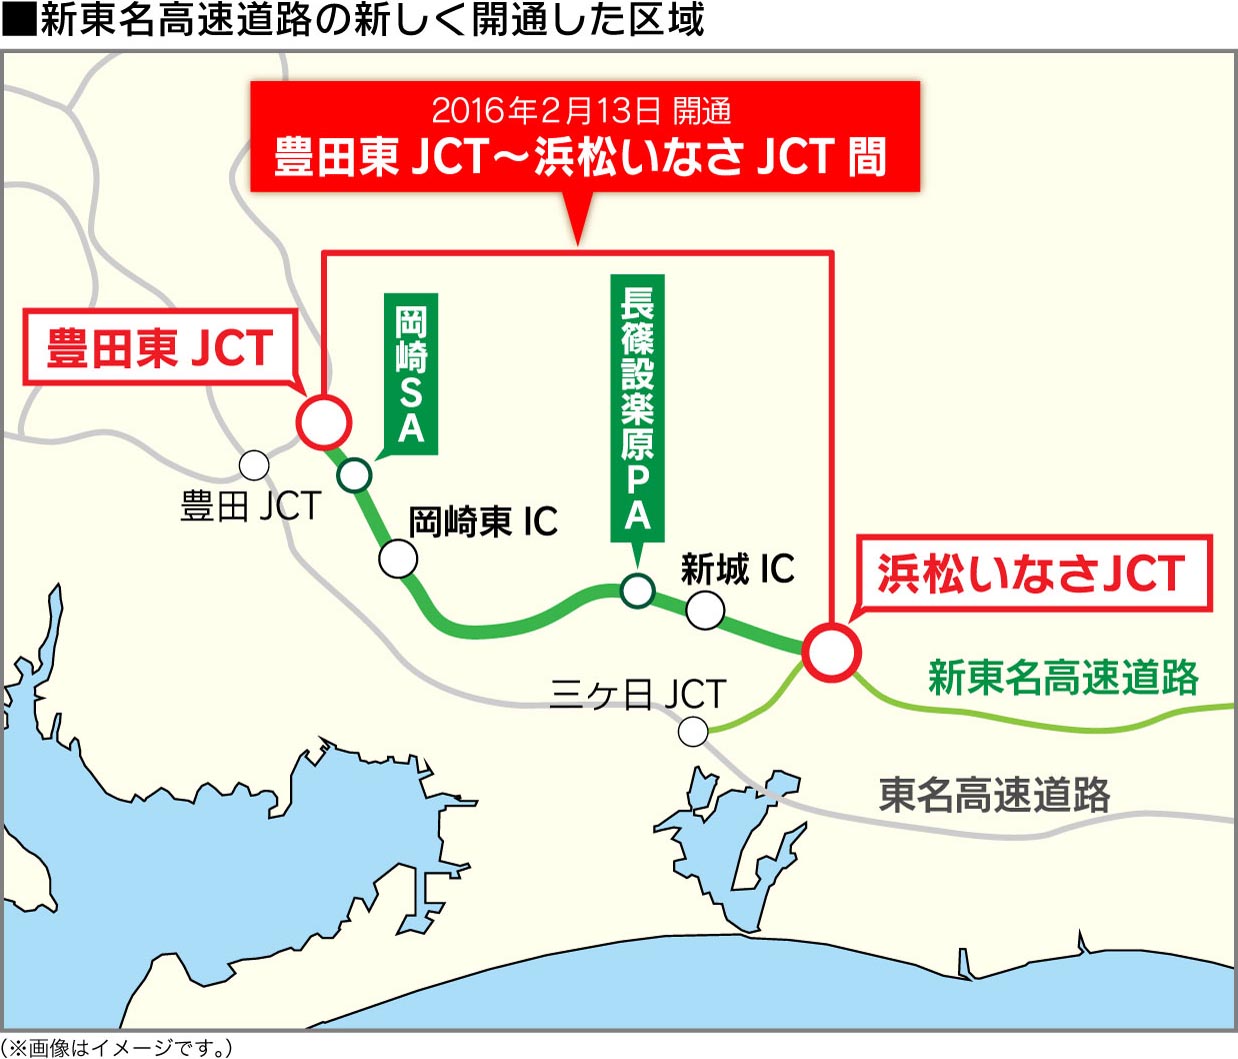 ■新東名高速道路の新しく開通した区域
2016年2月13日 開通
豊田東 JCT～浜松いなさ JCT 間
豊田東 JCT
岡崎SA
長篠設楽原PA
豊田 JCT
岡崎東 IC
新城 IC
浜松いなさJCT
新東名高速道路
三ケ日 JCT
東名高速道路
(※画像はイメージです。)